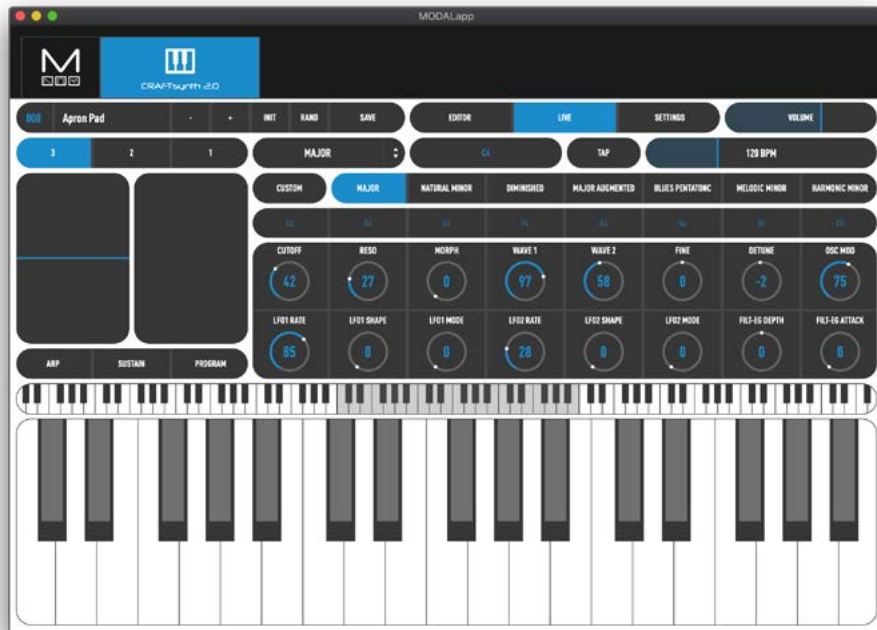 MODALapp
M
CRAFTsynth 2.0
008 Apron Pad - + INIT RAND SAVE EDITOR LIVE SETTINGS VOLUME
3 2 1 MAJOR C4 TAP 120 BPM
CUSTOM MAJOR NATURAL MINOR DIMINISHED MAJOR AUGMENTED BLUES PENTATONC MELODIC MINOR HARMONIC MINOR
CUTOFF RESO MORPH WAVE 1 WAVE 2 FINE DETUNE OSC MOD
42 27 0 97 58 0 -2 75
LFO1 RATE LFO1 SHAPE LFO1 MODE LFO2 RATE LFO2 SHAPE LFO2 MODE FILT-EG DEPTH FILT-EG ATTACK
85 0 0 28 0 0 0 0
ARP SUSTAIN PROGRAM